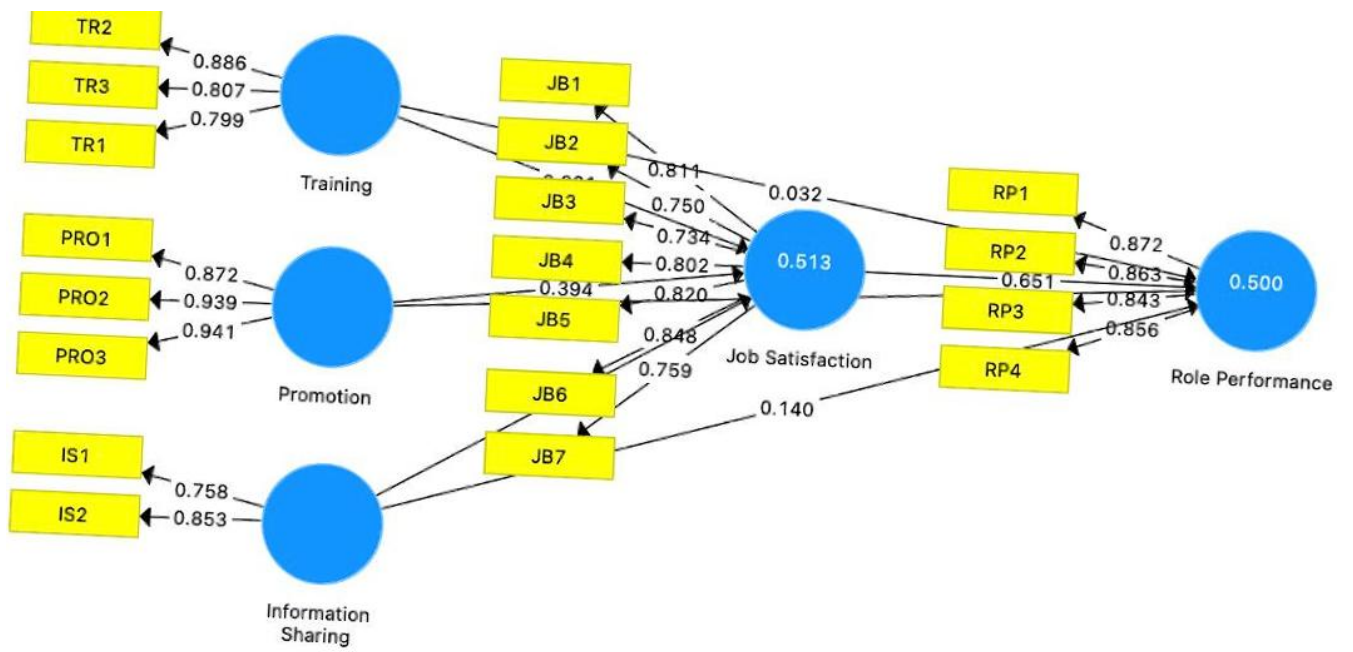 TR2
TR3
TR1
0.886
0.807
0.799
Training
PRO1
PRO2
PRO3
0.872
0.939
0.941
Promotion
IS1
IS2
0.758
0.853
Information
Sharing
JB1
JB2
JB3
JB4
JB5
JB6
JB7
0.811
0.750
0.734
0.802
0.820
0.848
0.759
0.394
0.513
Job Satisfaction
0.032
0.651
0.140
RP1
RP2
RP3
RP4
0.872
0.863
0.843
0.856
0.500
Role Performance